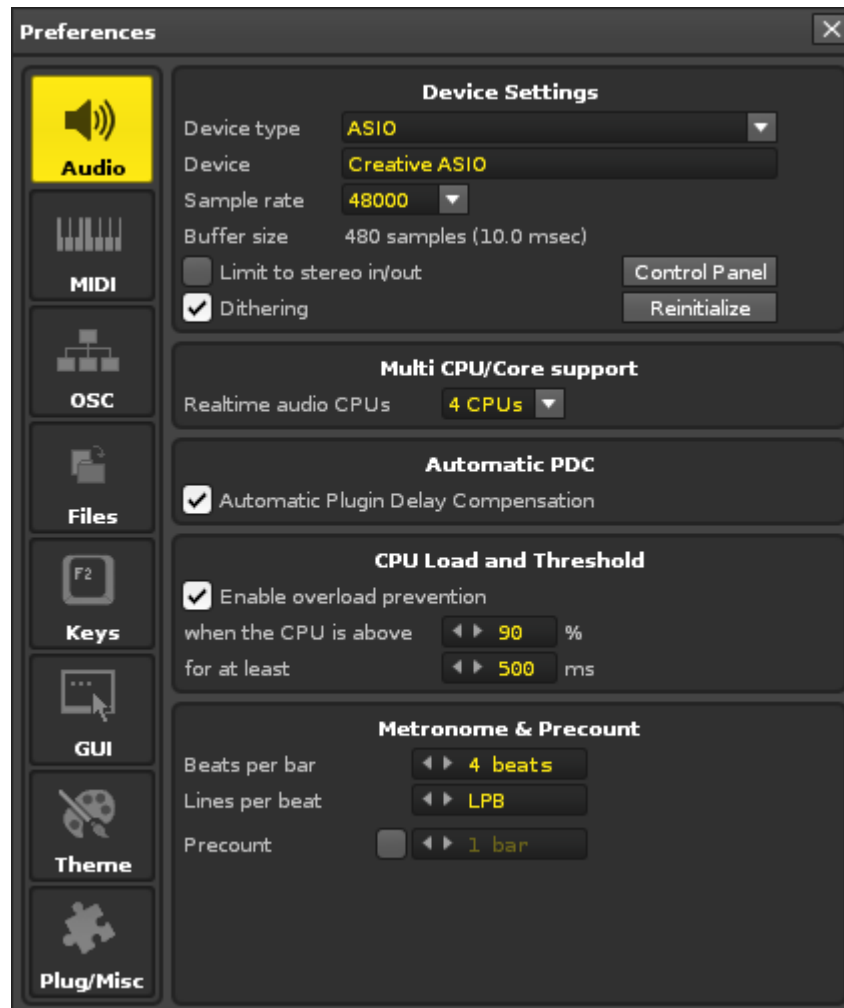 Preferences
Audio
MIDI
OSC
Files
F2
Keys
GUI
Theme
Plug/Misc
Device Settings
Device type ASIO
Device Creative ASIO
Sample rate 48000
Buffer size 480 samples (10.0 msec)
Limit to stereo in/out Control Panel
Dithering Reinitialize
Multi CPU/Core support
Realtime audio CPUs 4 CPUs
Automatic PDC
Automatic Plugin Delay Compensation
CPU Load and Threshold
Enable overload prevention
when the CPU is above 90 %
for at least 500 ms
Metronome & Precount
Beats per bar 4 beats
Lines per beat LPB
Precount 1 bar